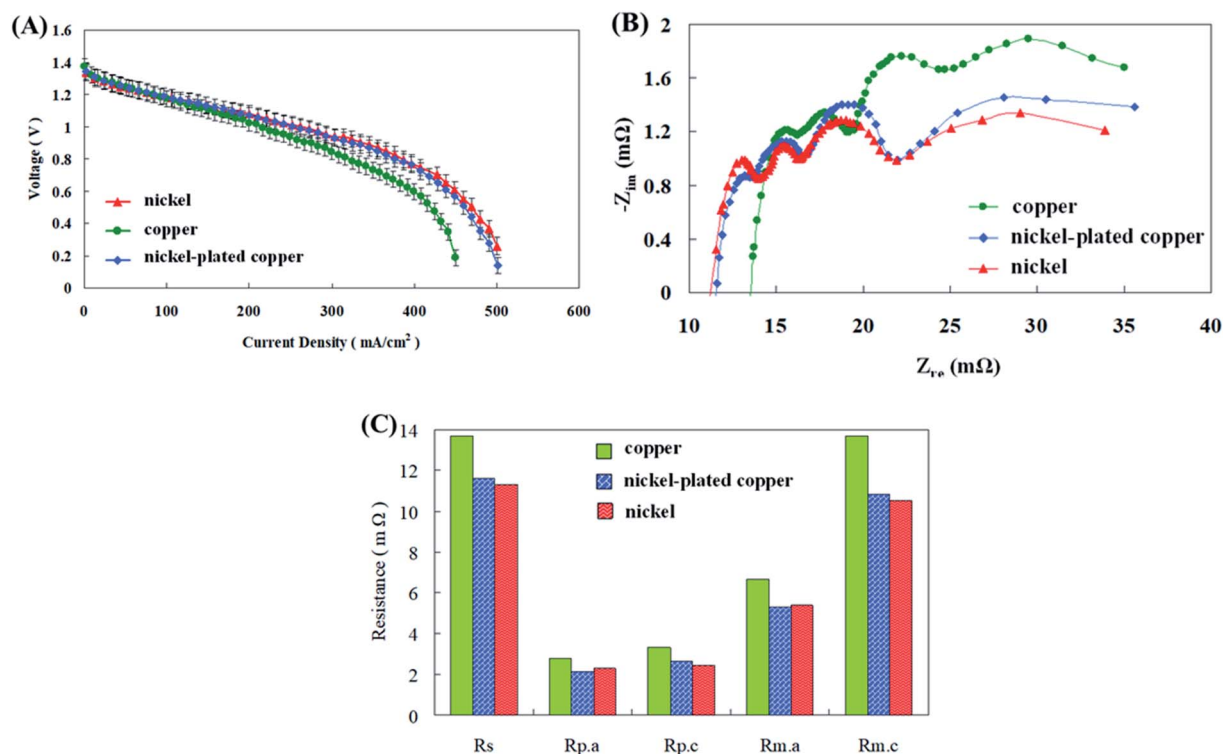 (A)
1.6
1.4
1.2
1
0.8
0.6
0.4
0.2
0
Voltage ( V )
nickel
copper
nickel-plated copper
0 100 200 300 400 500 600
Current Density ( mA/cm² )
(B)
2
1.6
1.2
0.8
0.4
0
-Zim (mΩ)
copper
nickel-plated copper
nickel
10 15 20 25 30 35 40
Zre (mΩ)
(C)
14
12
10
8
6
4
2
0
Resistance ( m Ω )
copper
nickel-plated copper
nickel
Rs Rp.a Rp.c Rm.a Rm.c